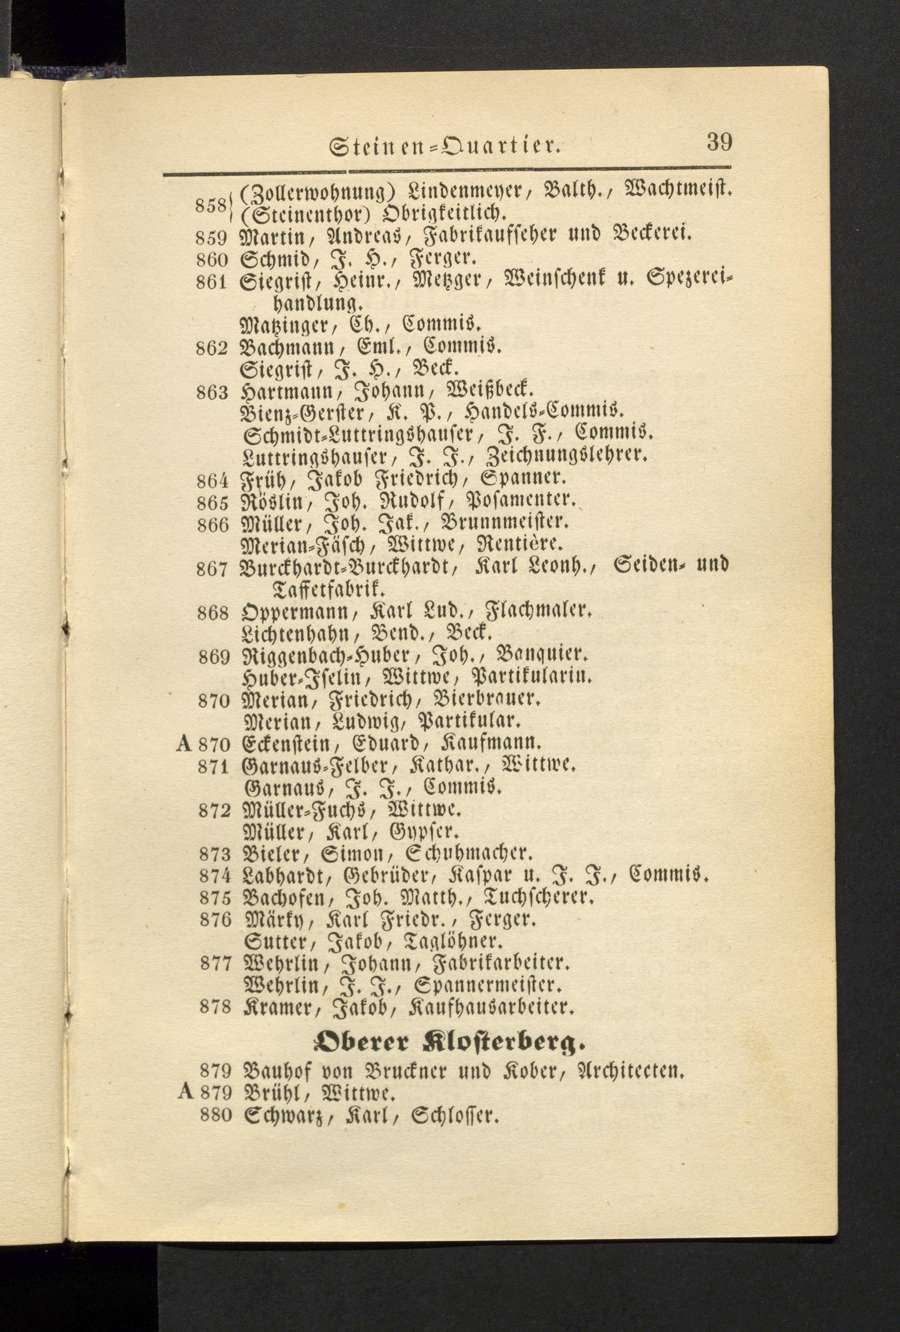 Steinen-Quartier. 39
858 { (Zollerwohnung) Lindenmeyer, Balth., Wachtmeist.
(Steinenthor) Obrigkeitlich.
859 Martin, Andreas, Fabrikaufseher und Beckerei.
860 Schmid, J. H., Ferger.
861 Siegrist, Heinr., Metzger, Weinschenk u. Spezerei-
handlung.
Matzinger, Ch., Commis.
862 Bachmann, Eml., Commis.
Siegrist, J. H., Beck.
863 Hartmann, Johann, Weißbeck.
Bienz-Gerster, K. P., Handels-Commis.
Schmidt-Luttringshauser, J. F., Commis.
Luttringshauser, J. J., Zeichnungslehrer.
864 Früh, Jakob Friedrich, Spanner.
865 Röslin, Joh. Rudolf, Posamenter.
866 Müller, Joh. Jak., Brunnmeister.
Merian-Fäsch, Wittwe, Rentière.
867 Burckhardt-Burckhardt, Karl Leonh., Seiden- und
Taffetfabrik.
868 Oppermann, Karl Lud., Flachmaler.
Lichtenhahn, Bend., Beck.
869 Riggenbach-Huber, Joh., Banquier.
Huber-Iselin, Wittwe, Partikularin.
870 Merian, Friedrich, Bierbrauer.
Merian, Ludwig, Partikular.
A 870 Eckenstein, Eduard, Kaufmann.
871 Garnaus-Felber, Kathar., Wittwe.
Garnaus, J. J., Commis.
872 Müller-Fuchs, Wittwe.
Müller, Karl, Gypser.
873 Bieler, Simon, Schuhmacher.
874 Labhardt, Gebrüder, Kaspar u. J. J., Commis.
875 Bachofen, Joh. Matth., Tuchscherer.
876 Märky, Karl Friedr., Ferger.
Sutter, Jakob, Taglöhner.
877 Wehrlin, Johann, Fabrikarbeiter.
Wehrlin, J. J., Spannermeister.
878 Kramer, Jakob, Kaufhausarbeiter.
Oberer Klosterberg.
879 Bauhof von Bruckner und Kober, Architecten.
A 879 Brühl, Wittwe.
880 Schwarz, Karl, Schlosser.